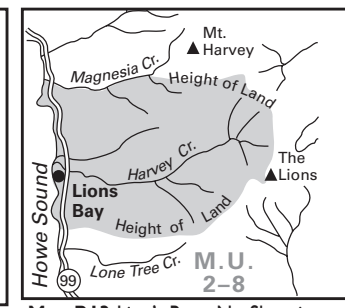 Mt.
Harvey
Magnesia Cr.
Height of Land
Harvey Cr.
The
Lions
Lions
Bay
Howe Sound
Height of Land
M.U.
2–8
Lone Tree Cr.
99